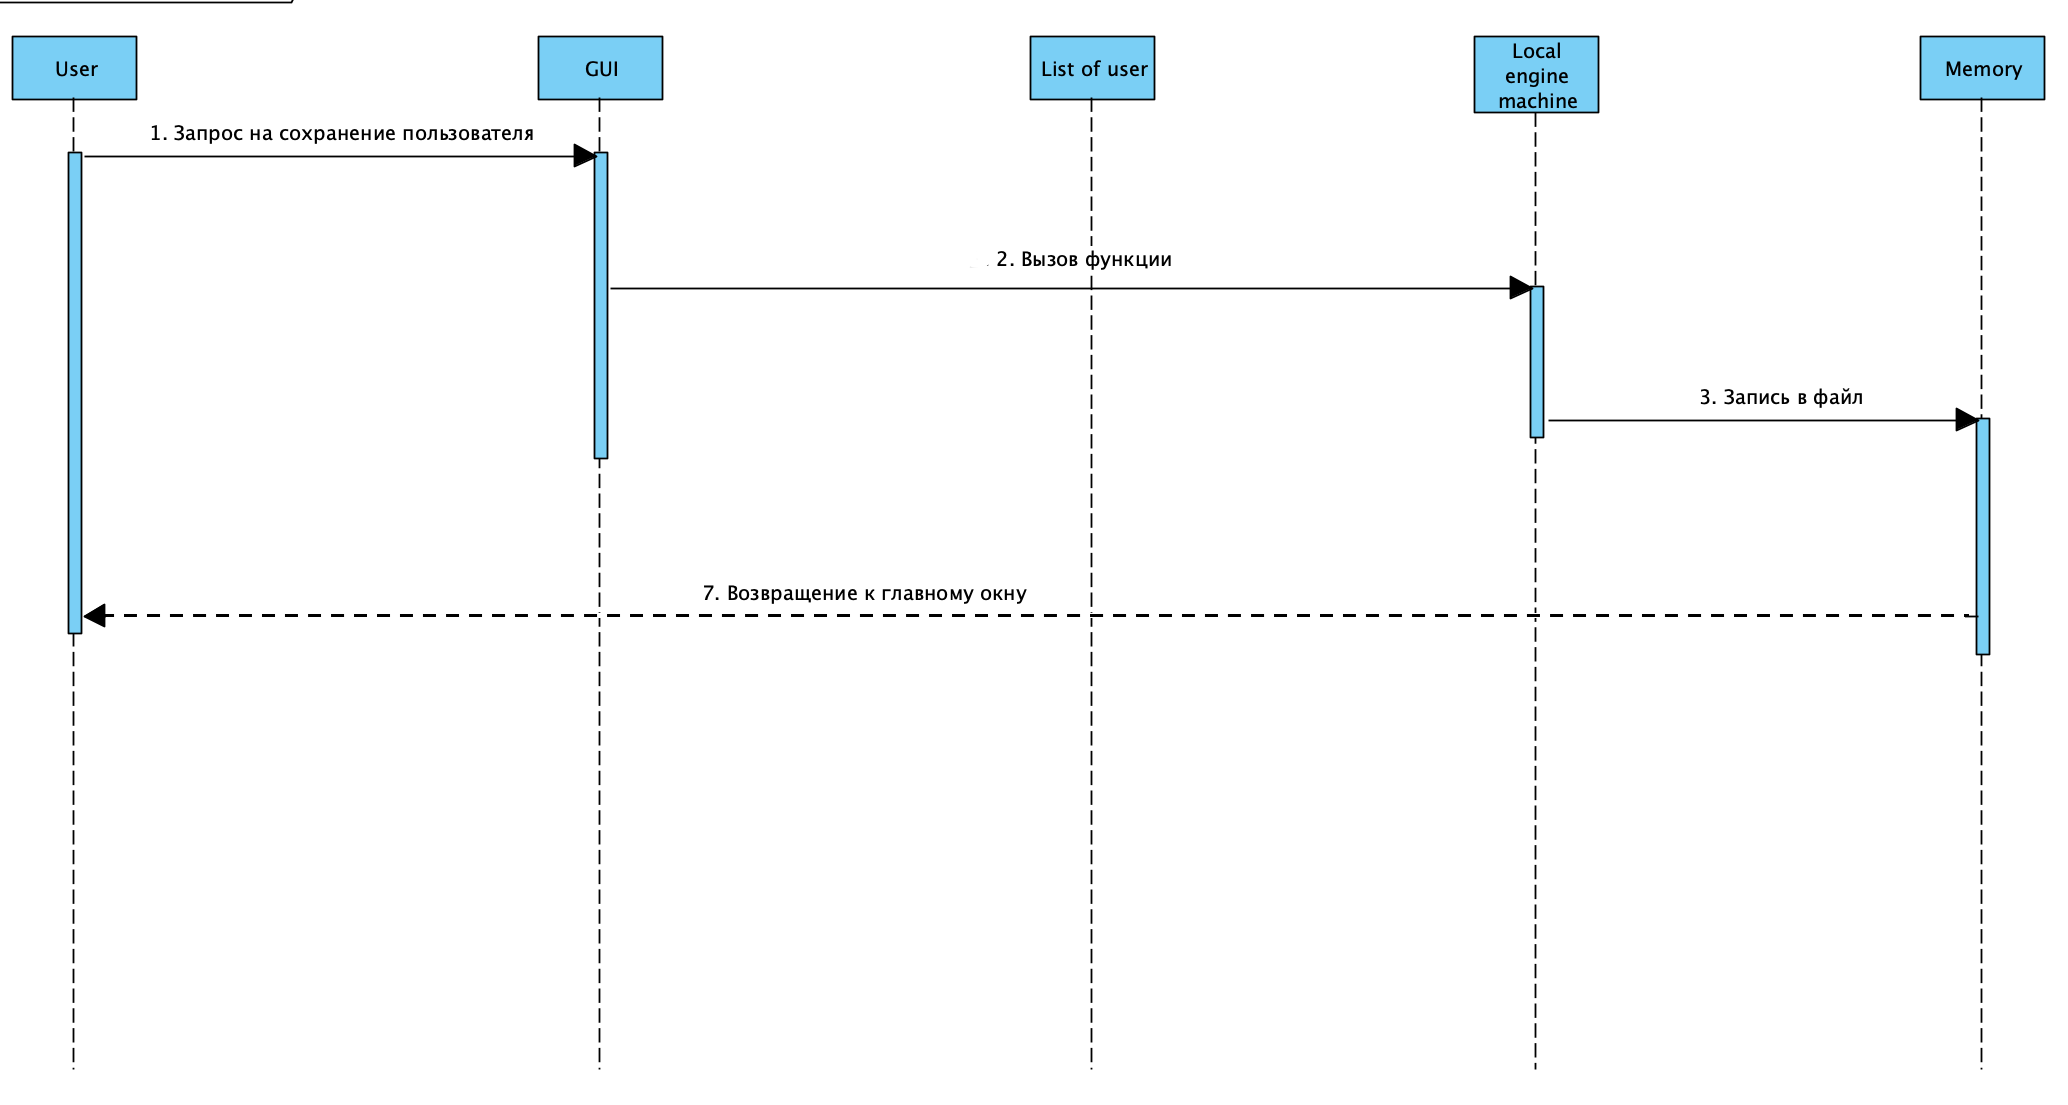 User
GUI
List of user
Local
engine
machine
Memory
1. Запрос на сохранение пользователя
2. Вызов функции
3. Запись в файл
7. Возвращение к главному окну